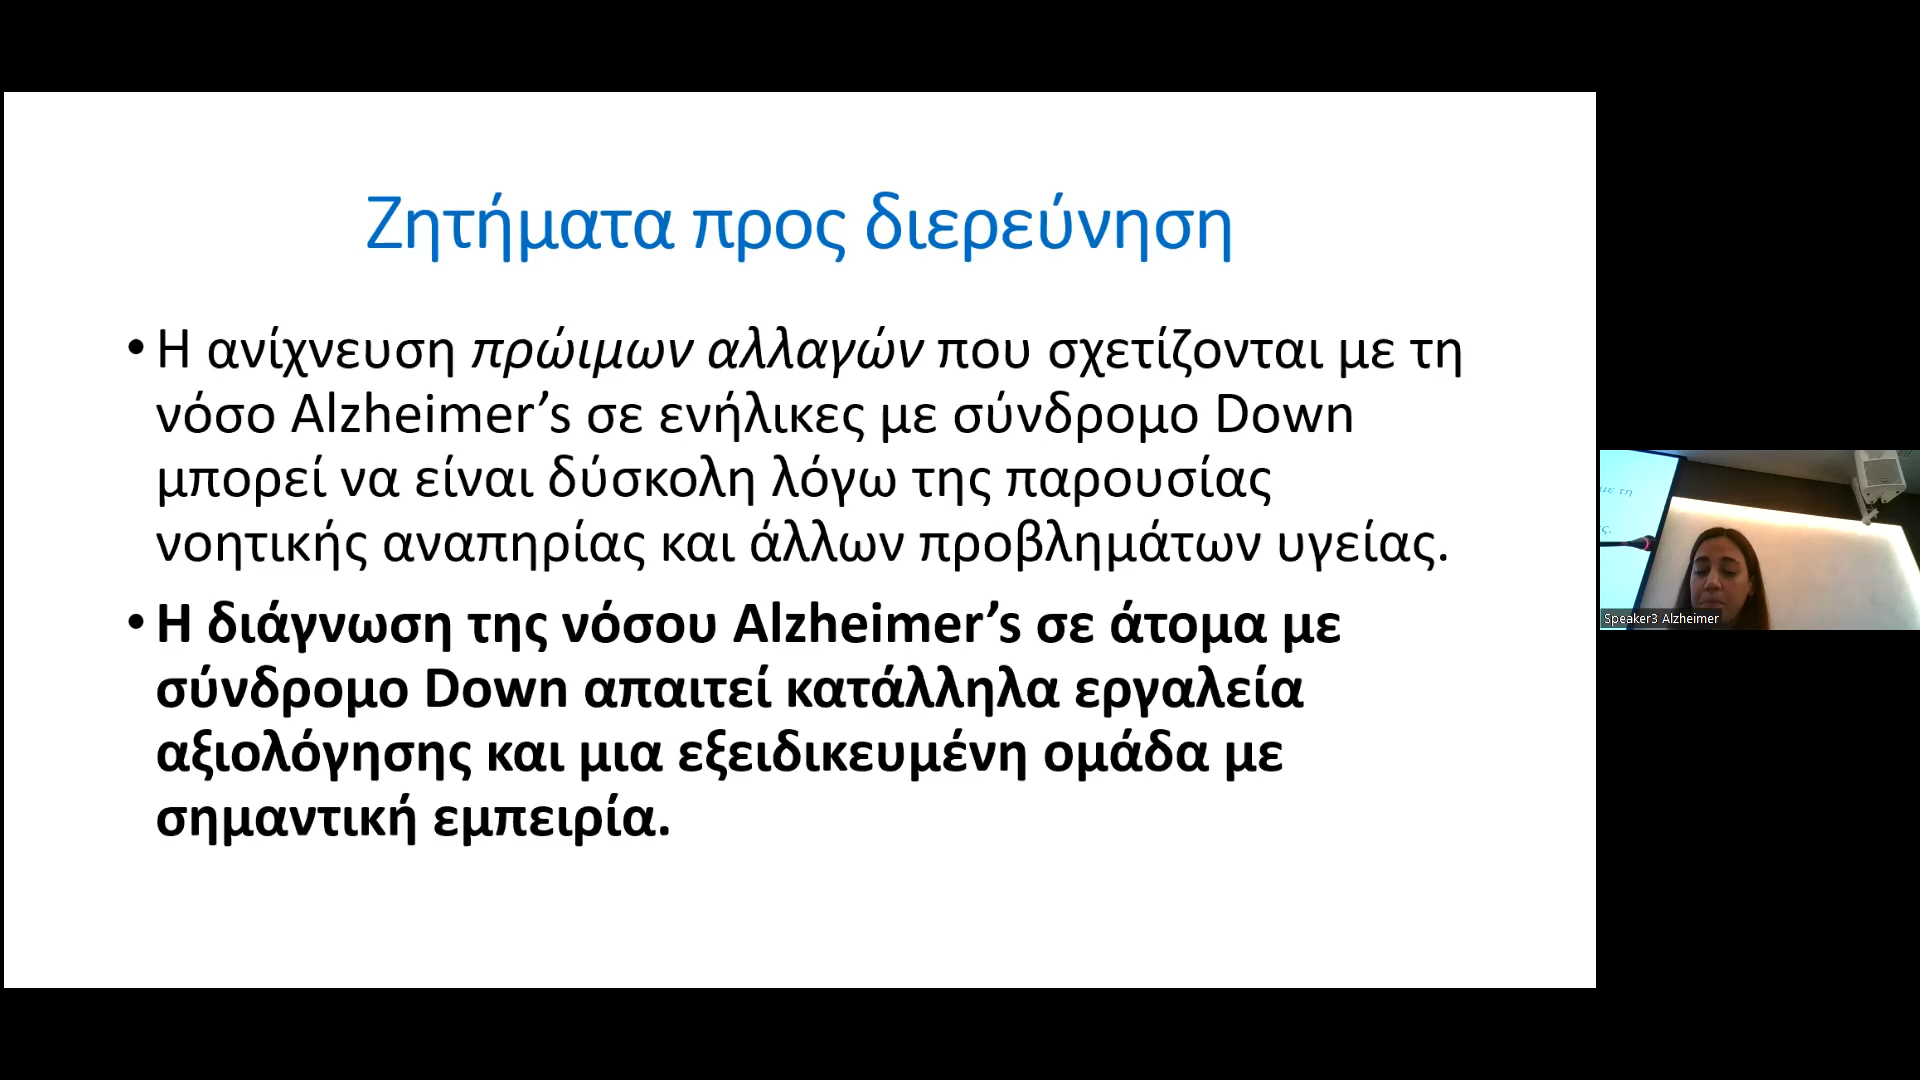 Ζητήματα προς διερεύνηση
• Η ανίχνευση πρώιμων αλλαγών που σχετίζονται με τη
νόσο Alzheimer’s σε ενήλικες με σύνδρομο Down
μπορεί να είναι δύσκολη λόγω της παρουσίας
νοητικής αναπηρίας και άλλων προβλημάτων υγείας.
• Η διάγνωση της νόσου Alzheimer’s σε άτομα με
σύνδρομο Down απαιτεί κατάλληλα εργαλεία
αξιολόγησης και μια εξειδικευμένη ομάδα με
σημαντική εμπειρία.
με τη
Speaker3 Alzheimer